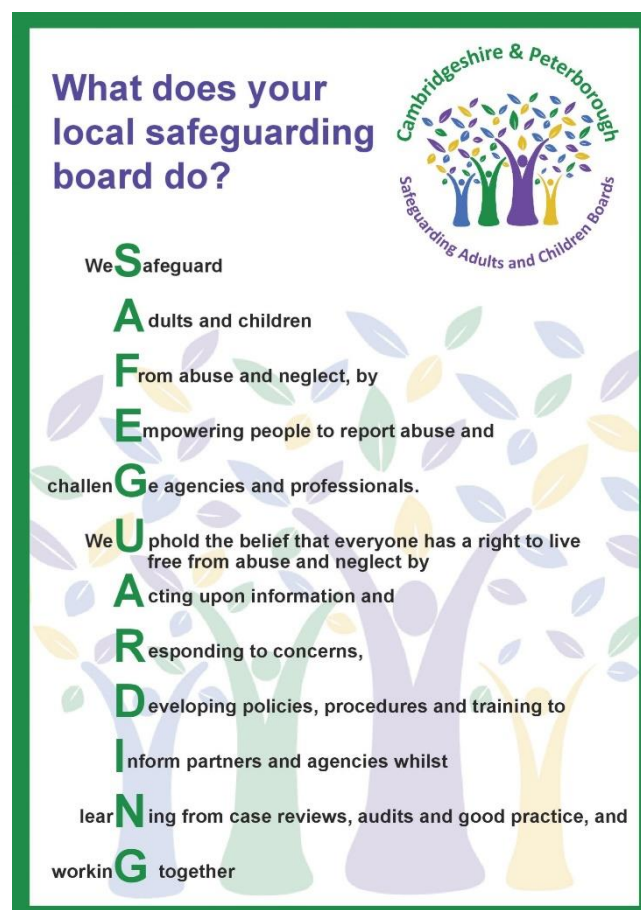 What does your
local safeguarding
board do?
Cambridgeshire & Peterborough
Safeguarding Adults and Children Boards
We Safeguard
Adults and children
From abuse and neglect, by
Empowering people to report abuse and
challenGe agencies and professionals.
We Uphold the belief that everyone has a right to live
free from abuse and neglect by
Acting upon information and
Responding to concerns,
Developing policies, procedures and training to
Inform partners and agencies whilst
learNing from case reviews, audits and good practice, and
workinG together